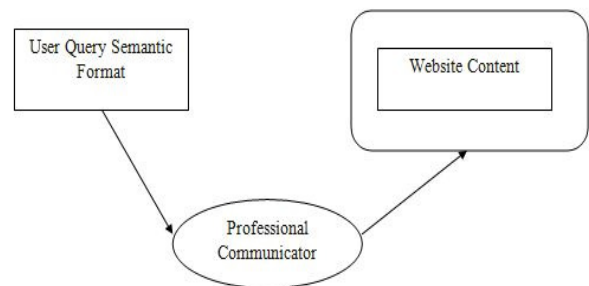 User Query Semantic
Format
Website Content
Professional
Communicator